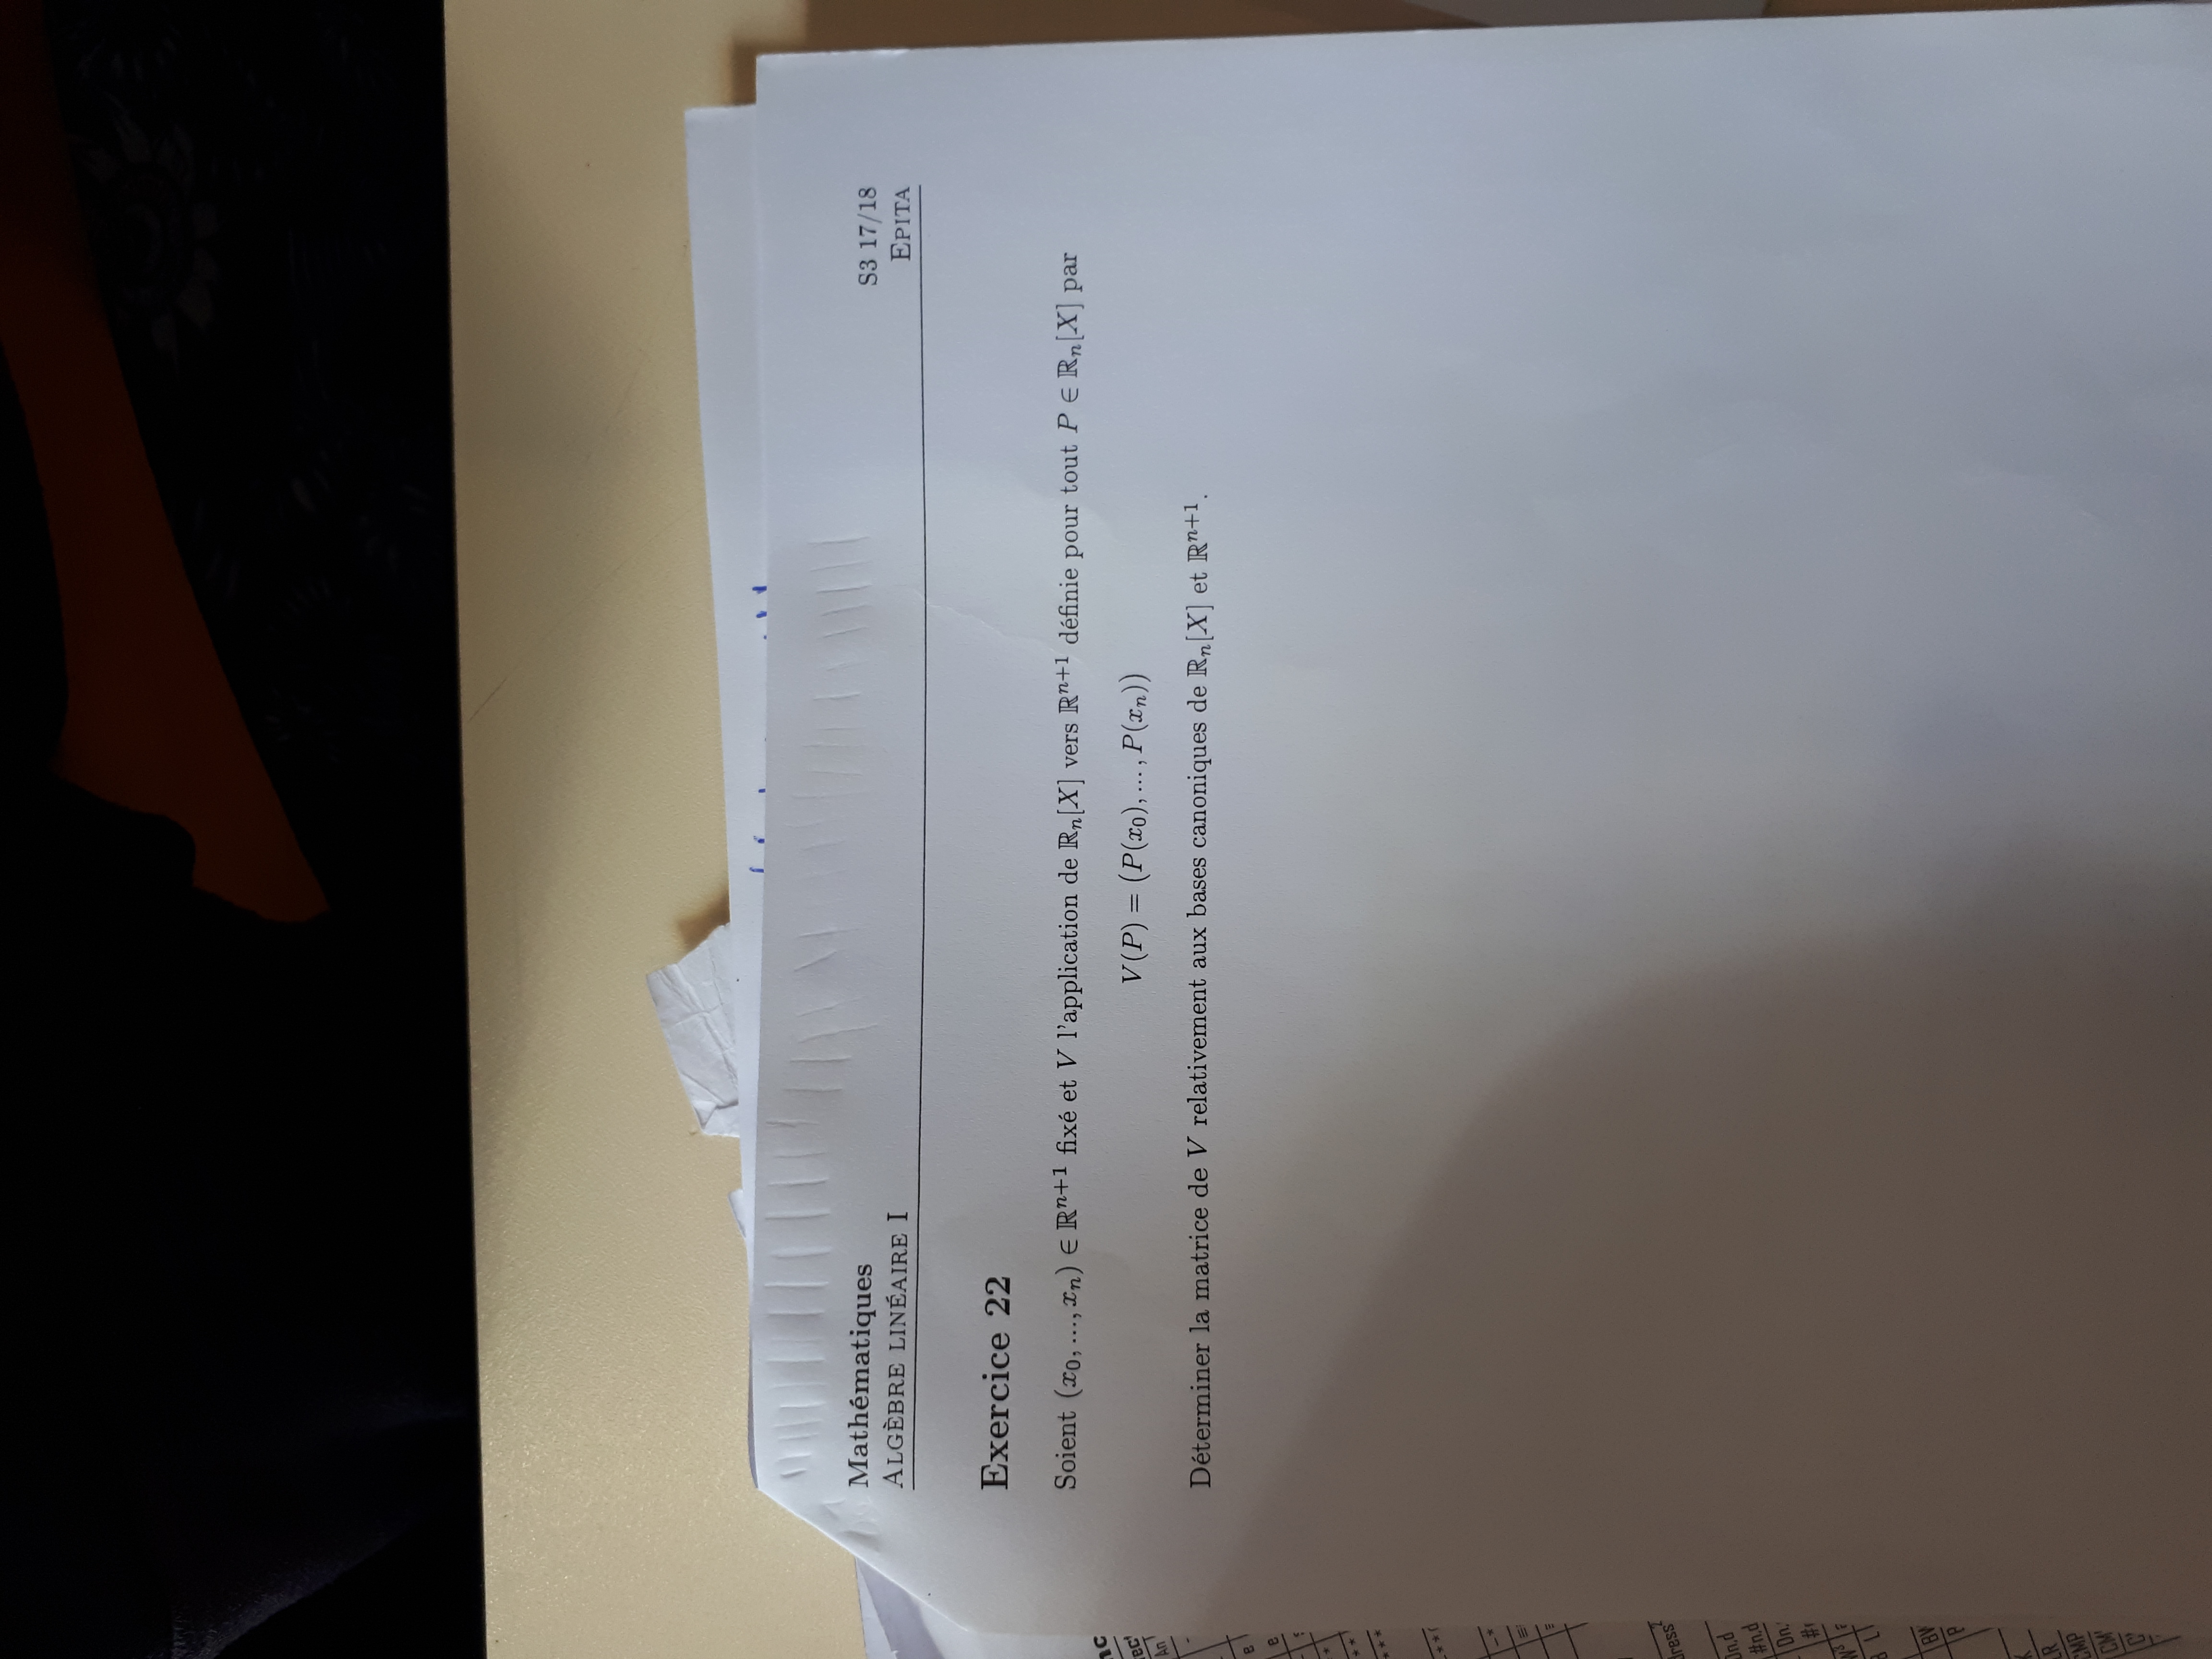 Mathématiques S3 17/18
ALGÈBRE LINÉAIRE I EPITA
Exercice 22
Soient (x₀, ..., xₙ) ∈ ℝⁿ⁺¹ fixé et V l'application de ℝₙ[X] vers ℝⁿ⁺¹ définie pour tout P ∈ ℝₙ[X] par
V(P) = (P(x₀), ..., P(xₙ))
Déterminer la matrice de V relativement aux bases canoniques de ℝₙ[X] et ℝⁿ⁺¹.